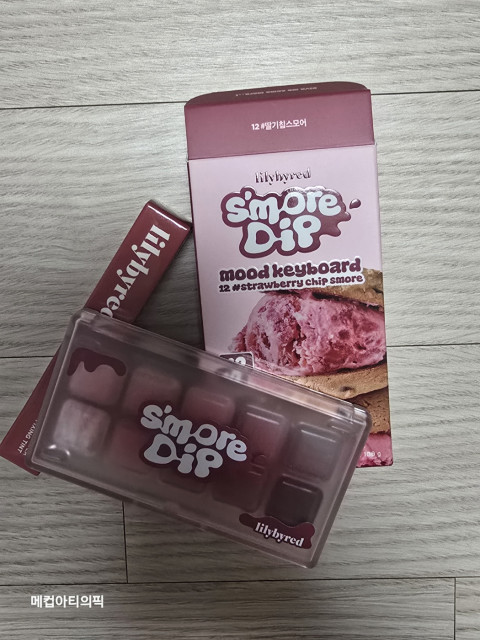 12 #딸기칩스모어
lilybyred
S'more
Dip
mood keyboard
12 #strawberry chip smore
lilybyred
S'more
Dip
lilybyred
메컵아티의픽